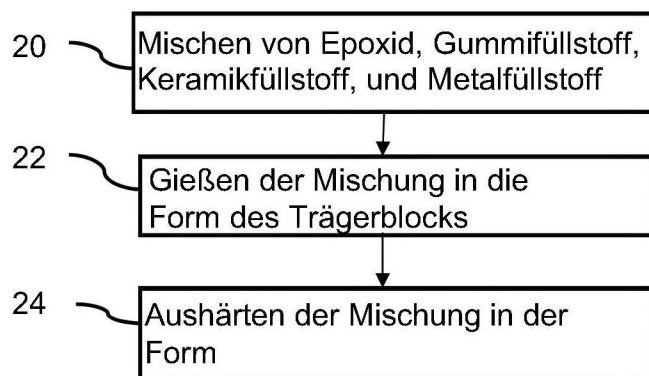 20
Mischen von Epoxid, Gummifüllstoff,
Keramikfüllstoff, und Metalfüllstoff
22
Gießen der Mischung in die
Form des Trägerblocks
24
Aushärten der Mischung in der
Form